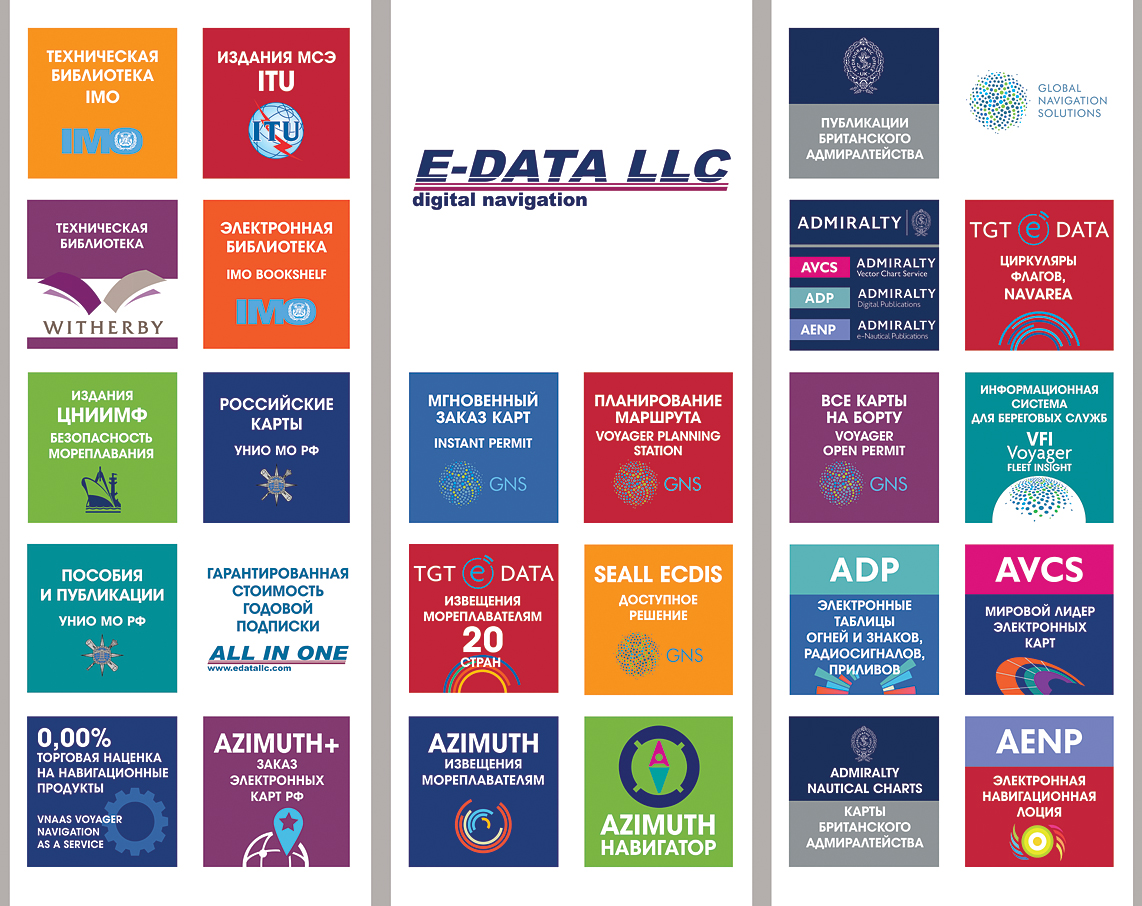 ТЕХНИЧЕСКАЯ
БИБЛИОТЕКА
IMO
IMO
ИЗДАНИЯ МСЭ
ITU
ITU
ТЕХНИЧЕСКАЯ
БИБЛИОТЕКА
WITHERBY
ЭЛЕКТРОННАЯ
БИБЛИОТЕКА
IMO BOOKSHELF
IMO
ИЗДАНИЯ
ЦНИИМФ
БЕЗОПАСНОСТЬ
МОРЕПЛАВАНИЯ
РОССИЙСКИЕ
КАРТЫ
УНИО МО РФ
ПОСОБИЯ
И ПУБЛИКАЦИИ
УНИО МО РФ
ГАРАНТИРОВАННАЯ
СТОИМОСТЬ
ГОДОВОЙ
ПОДПИСКИ
ALL IN ONE
www.edatallc.com
0,00%
ТОРГОВАЯ НАЦЕНКА
НА НАВИГАЦИОННЫЕ
ПРОДУКТЫ
VNAAS VOYAGER
NAVIGATION
AS A SERVICE
AZIMUTH+
ЗАКАЗ
ЭЛЕКТРОННЫХ
КАРТ РФ
E-DATA LLC
digital navigation
МГНОВЕННЫЙ
ЗАКАЗ КАРТ
INSTANT PERMIT
GNS
ПЛАНИРОВАНИЕ
МАРШРУТА
VOYAGER PLANNING
STATION
GNS
TGT e DATA
ИЗВЕЩЕНИЯ
МОРЕПЛАВАТЕЛЯМ
20
СТРАН
SEALL ECDIS
ДОСТУПНОЕ
РЕШЕНИЕ
GNS
AZIMUTH
ИЗВЕЩЕНИЯ
МОРЕПЛАВАТЕЛЯМ
AZIMUTH
НАВИГАТОР
ПУБЛИКАЦИИ
БРИТАНСКОГО
АДМИРАЛТЕЙСТВА
GLOBAL
NAVIGATION
SOLUTIONS
ADMIRALTY
AVCS ADMIRALTY
Vector Chart Service
ADP ADMIRALTY
Digital Publications
AENP ADMIRALTY
e-Nautical Publications
TGT e DATA
ЦИРКУЛЯРЫ
ФЛАГОВ,
NAVAREA
ВСЕ КАРТЫ
НА БОРТУ
VOYAGER
OPEN PERMIT
GNS
ИНФОРМАЦИОННАЯ
СИСТЕМА
ДЛЯ БЕРЕГОВЫХ СЛУЖБ
VFI
Voyager
FLEET INSIGHT
ADP
ЭЛЕКТРОННЫЕ
ТАБЛИЦЫ
ОГНЕЙ И ЗНАКОВ,
РАДИОСИГНАЛОВ,
ПРИЛИВОВ
AVCS
МИРОВОЙ ЛИДЕР
ЭЛЕКТРОННЫХ
КАРТ
ADMIRALTY
NAUTICAL CHARTS
КАРТЫ
БРИТАНСКОГО
АДМИРАЛТЕЙСТВА
AENP
ЭЛЕКТРОННАЯ
НАВИГАЦИОННАЯ
ЛОЦИЯ